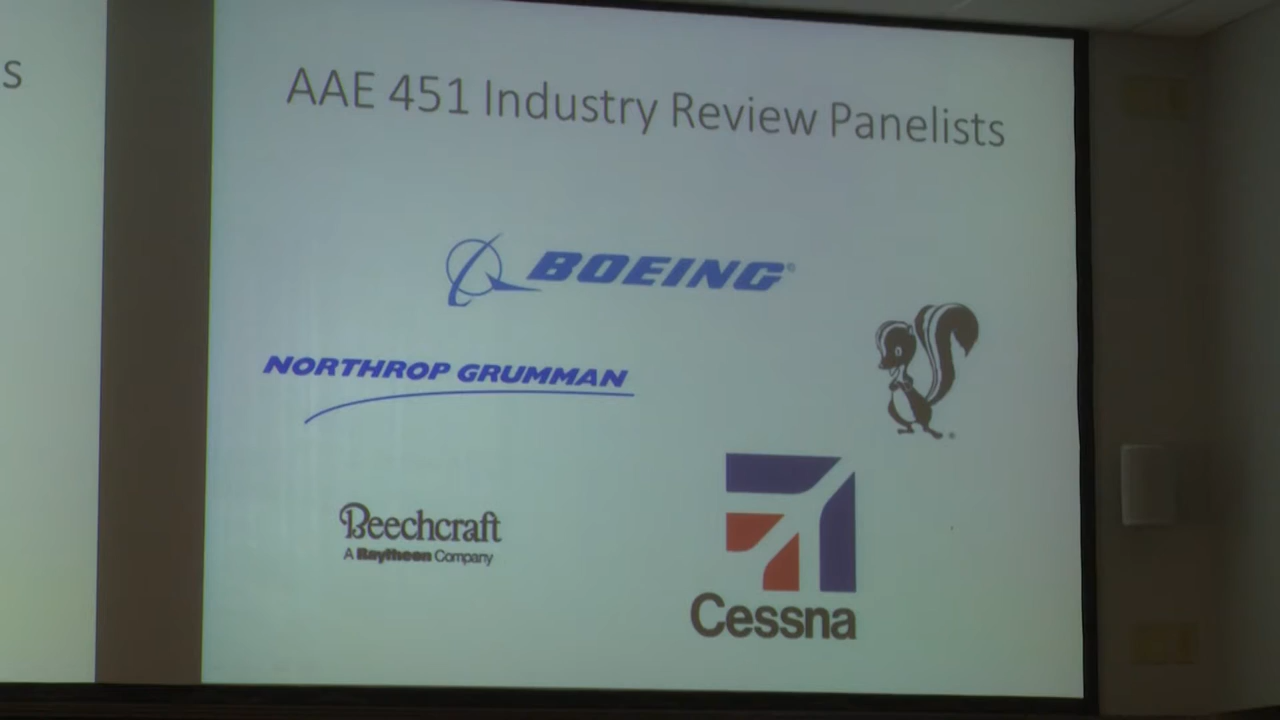 s
AAE 451 Industry Review Panelists
BOEING®
NORTHROP GRUMMAN
®
Beechcraft
A Raytheon Company
Cessna